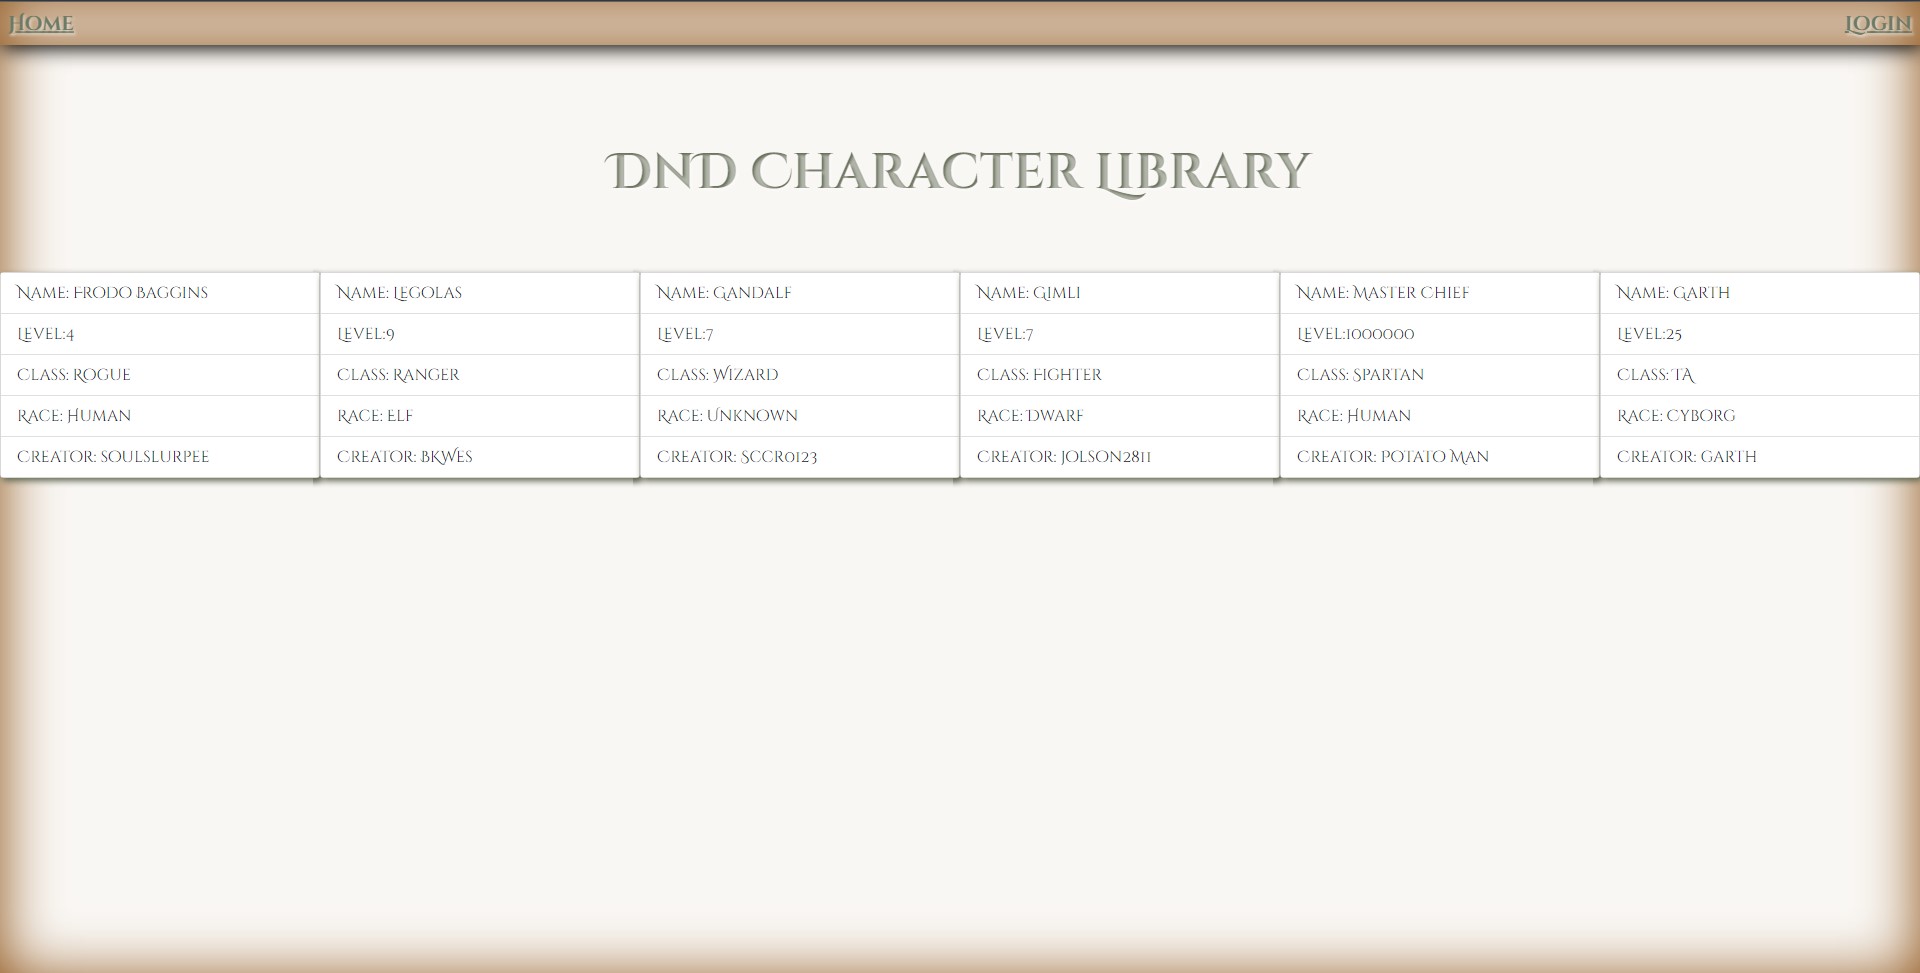 Home
Login
DnD Character Library
Name: Frodo Baggins
Level:4
Class: Rogue
Race: Human
Creator: soulslurpee
Name: Legolas
Level:9
Class: Ranger
Race: Elf
Creator: BKWes
Name: Gandalf
Level:7
Class: Wizard
Race: Unknown
Creator: Sccr0123
Name: Gimli
Level:7
Class: Fighter
Race: Dwarf
Creator: jolson2811
Name: Master Chief
Level:1000000
Class: Spartan
Race: Human
Creator: Potato Man
Name: Garth
Level:25
Class: TA
Race: Cyborg
Creator: Garth